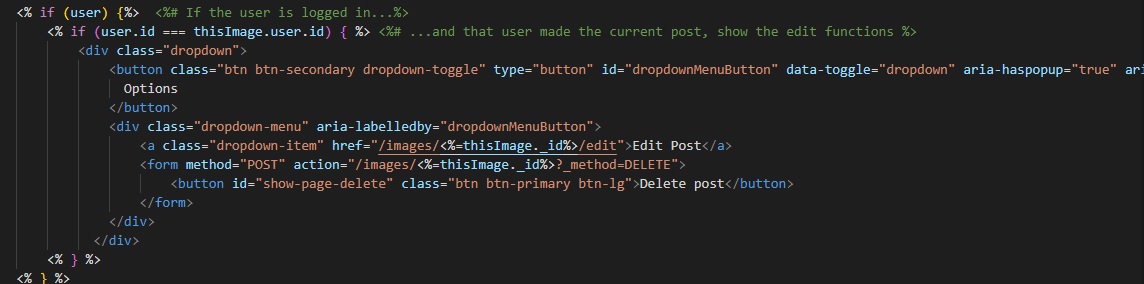 <% if (user) {%>  <%# If the user is logged in...%>
<% if (user.id === thisImage.user.id) { %> <%# ...and that user made the current post, show the edit functions %>
<div class="dropdown">
<button class="btn btn-secondary dropdown-toggle" type="button" id="dropdownMenuButton" data-toggle="dropdown" aria-haspopup="true" ari
Options
</button>
<div class="dropdown-menu" aria-labelledby="dropdownMenuButton">
<a class="dropdown-item" href="/images/<%=thisImage._id%>/edit">Edit Post</a>
<form method="POST" action="/images/<%=thisImage._id%>?_method=DELETE">
<button id="show-page-delete" class="btn btn-primary btn-lg">Delete post</button>
</form>
</div>
</div>
<% } %>
<% } %>